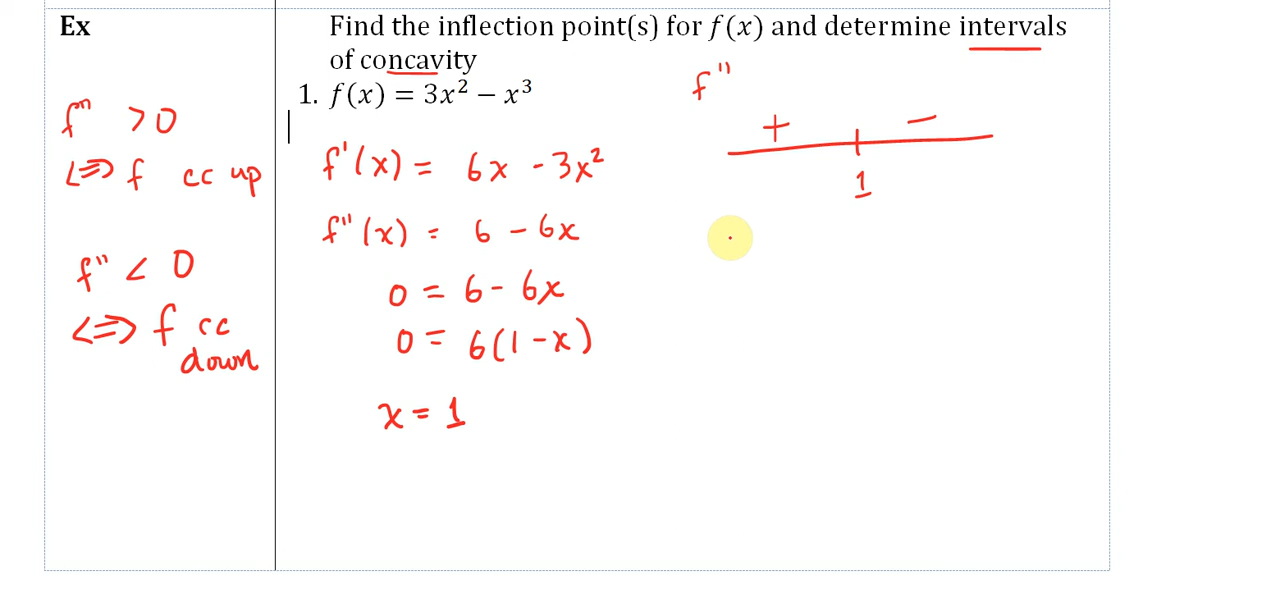 Ex
Find the inflection point(s) for f(x) and determine intervals
of concavity
1. f(x) = 3x² − x³
f" > 0
<=> f cc up
f" < 0
<=> f cc
down
f'(x) = 6x - 3x²
f"(x) = 6 - 6x
0 = 6 - 6x
0 = 6(1 - x)
x = 1
f"
+ −
1